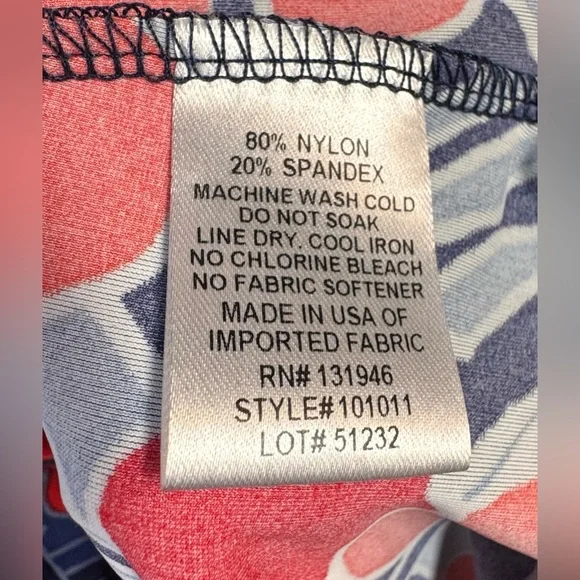 80% NYLON
20% SPANDEX
MACHINE WASH COLD
DO NOT SOAK
LINE DRY. COOL IRON
NO CHLORINE BLEACH
NO FABRIC SOFTENER
MADE IN USA OF
IMPORTED FABRIC
RN# 131946
STYLE#101011
LOT# 51232